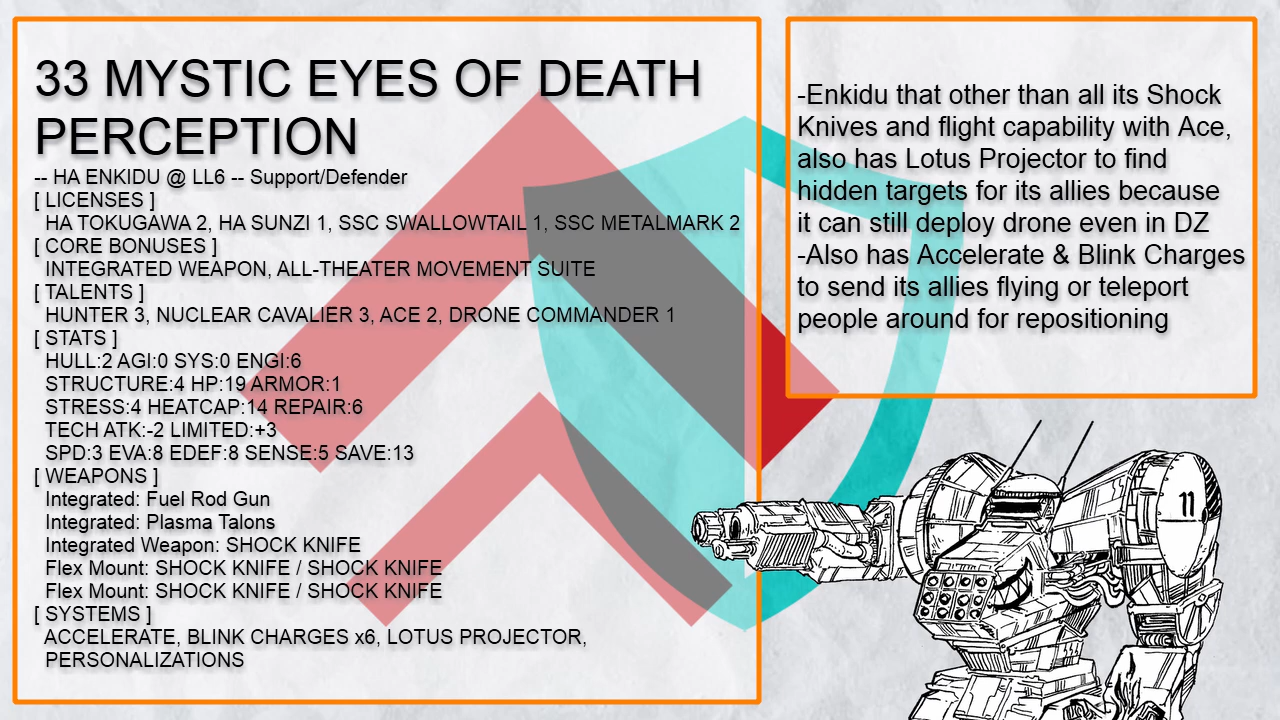 33 MYSTIC EYES OF DEATH
PERCEPTION
-- HA ENKIDU @ LL6 -- Support/Defender
[ LICENSES ]
HA TOKUGAWA 2, HA SUNZI 1, SSC SWALLOWTAIL 1, SSC METALMARK 2
[ CORE BONUSES ]
INTEGRATED WEAPON, ALL-THEATER MOVEMENT SUITE
[ TALENTS ]
HUNTER 3, NUCLEAR CAVALIER 3, ACE 2, DRONE COMMANDER 1
[ STATS ]
HULL:2 AGI:0 SYS:0 ENGI:6
STRUCTURE:4 HP:19 ARMOR:1
STRESS:4 HEATCAP:14 REPAIR:6
TECH ATK:-2 LIMITED:+3
SPD:3 EVA:8 EDEF:8 SENSE:5 SAVE:13
[ WEAPONS ]
Integrated: Fuel Rod Gun
Integrated: Plasma Talons
Integrated Weapon: SHOCK KNIFE
Flex Mount: SHOCK KNIFE / SHOCK KNIFE
Flex Mount: SHOCK KNIFE / SHOCK KNIFE
[ SYSTEMS ]
ACCELERATE, BLINK CHARGES x6, LOTUS PROJECTOR,
PERSONALIZATIONS
-Enkidu that other than all its Shock
Knives and flight capability with Ace,
also has Lotus Projector to find
hidden targets for its allies because
it can still deploy drone even in DZ
-Also has Accelerate & Blink Charges
to send its allies flying or teleport
people around for repositioning
11